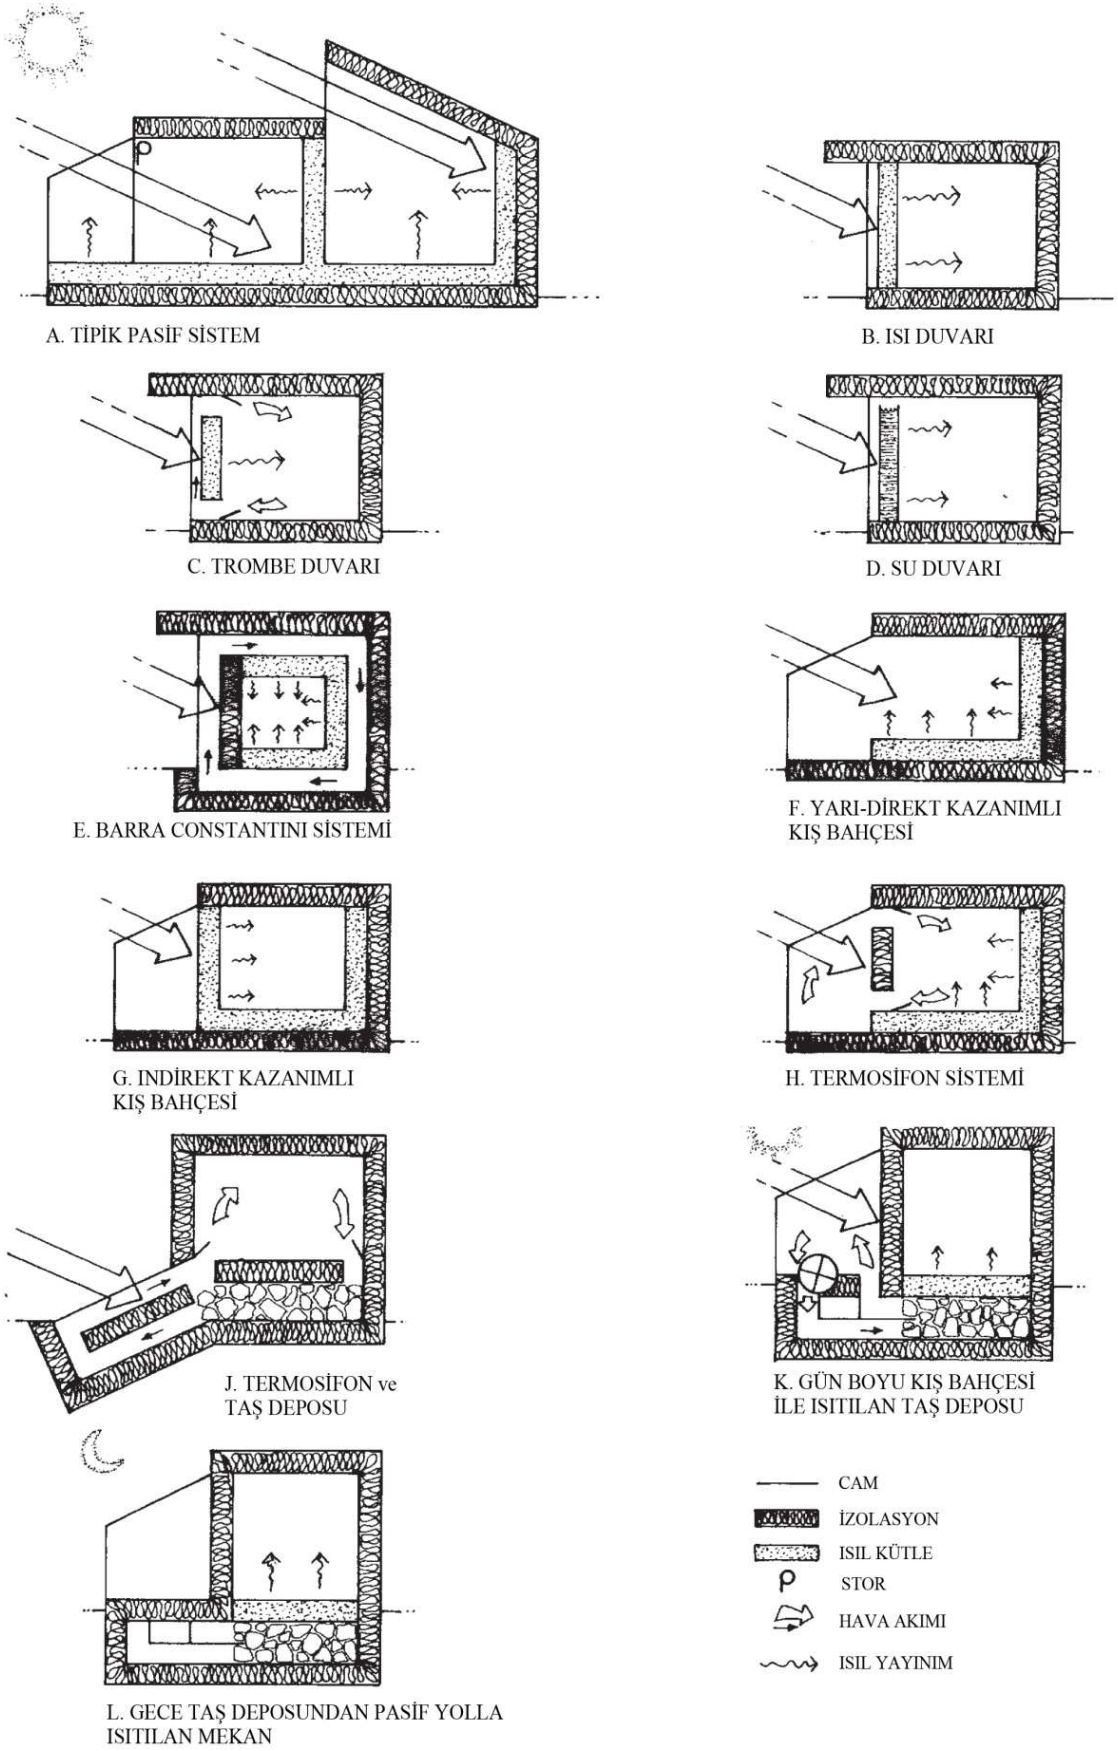 A. TİPİK PASİF SİSTEM
B. ISI DUVARI
C. TROMBE DUVARI
D. SU DUVARI
E. BARRA CONSTANTINI SİSTEMİ
F. YARI-DİREKT KAZANIMLI
KIŞ BAHÇESİ
G. INDİREKT KAZANIMLI
KIŞ BAHÇESİ
H. TERMOSİFON SİSTEMİ
J. TERMOSİFON ve
TAŞ DEPOSU
K. GÜN BOYU KIŞ BAHÇESİ
İLE ISITILAN TAŞ DEPOSU
L. GECE TAŞ DEPOSUNDAN PASİF YOLLA
ISITILAN MEKAN
CAM
İZOLASYON
ISIL KÜTLE
STOR
HAVA AKIMI
ISIL YAYINIM